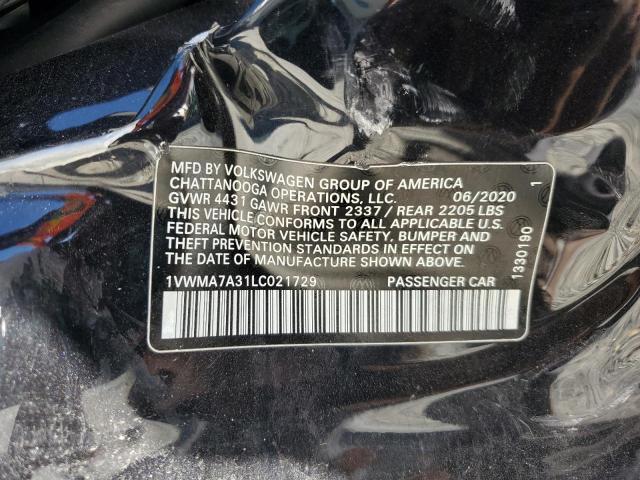 MFD BY VOLKSWAGEN GROUP OF AMERICA
CHATTANOOGA OPERATIONS, LLC. 06/2020
GVWR 4431 GAWR FRONT 2337 / REAR 2205 LBS
THIS VEHICLE CONFORMS TO ALL APPLICABLE U.S.
FEDERAL MOTOR VEHICLE SAFETY, BUMPER AND
THEFT PREVENTION STANDARDS IN EFFECT ON
THE DATE OF MANUFACTURE SHOWN ABOVE.
1VWMA7A31LC021729 PASSENGER CAR
1330190 1